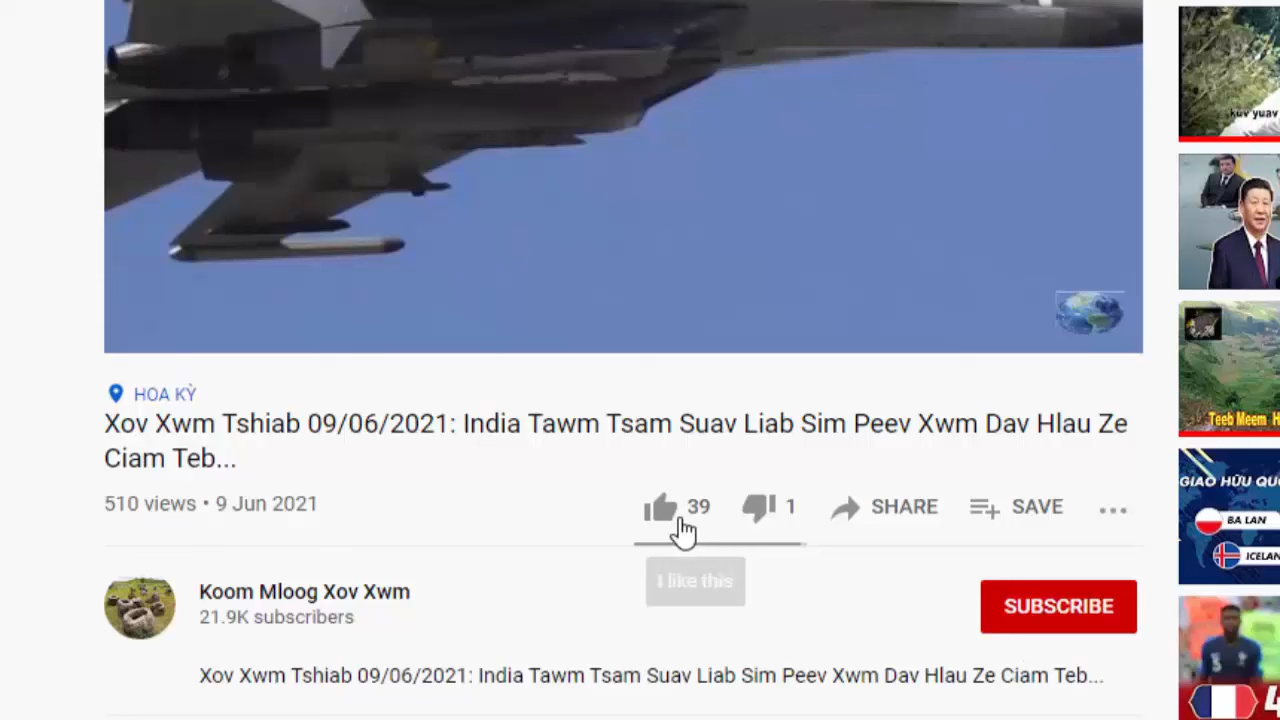 HOA KỲ
Xov Xwm Tshiab 09/06/2021: India Tawm Tsam Suav Liab Sim Peev Xwm Dav Hlau Ze
Ciam Teb...
510 views • 9 Jun 2021
39
1
SHARE
SAVE
I like this
Koom Mloog Xov Xwm
21.9K subscribers
SUBSCRIBE
Xov Xwm Tshiab 09/06/2021: India Tawm Tsam Suav Liab Sim Peev Xwm Dav Hlau Ze Ciam Teb...
kuv yuav
Teeb Meem H
GIAO HỮU QUỐ
BA LAN
ICELAN